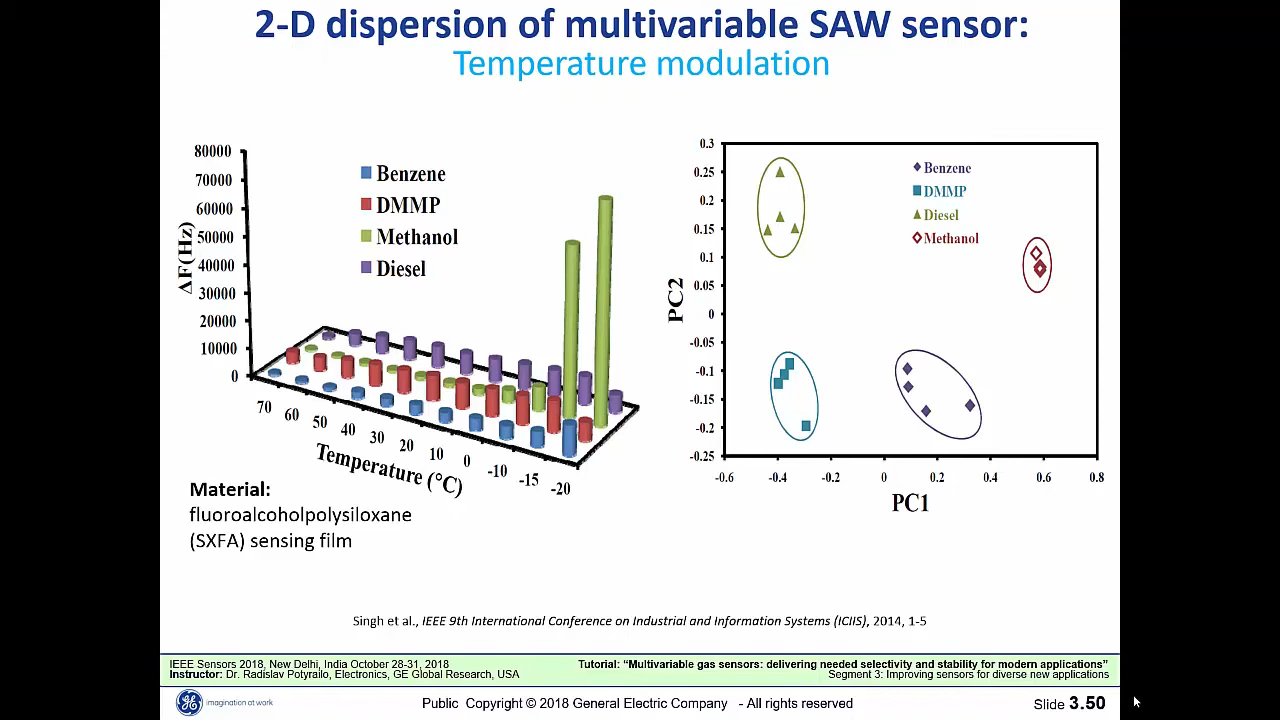 2-D dispersion of multivariable SAW sensor:
Temperature modulation
80000
70000
60000
50000
40000
30000
20000
10000
0
ΔF(Hz)
Benzene
DMMP
Methanol
Diesel
70
60
50
40
30
20
10
0
-10
-15
-20
Temperature (°C)
0.3
0.25
0.2
0.15
0.1
0.05
0
-0.05
-0.1
-0.15
-0.2
-0.25
PC2
Benzene
DMMP
Diesel
Methanol
-0.6 -0.4 -0.2 0 0.2 0.4 0.6 0.8
PC1
Material:
fluoroalcoholpolysiloxane
(SXFA) sensing film
Singh et al., IEEE 9th International Conference on Industrial and Information Systems (ICIIS), 2014, 1-5
IEEE Sensors 2018, New Delhi, India October 28-31, 2018
Instructor: Dr. Radislav Potyrailo, Electronics, GE Global Research, USA
Tutorial: “Multivariable gas sensors: delivering needed selectivity and stability for modern applications”
Segment 3: Improving sensors for diverse new applications
GE imagination at work
Public Copyright © 2018 General Electric Company - All rights reserved
Slide 3.50